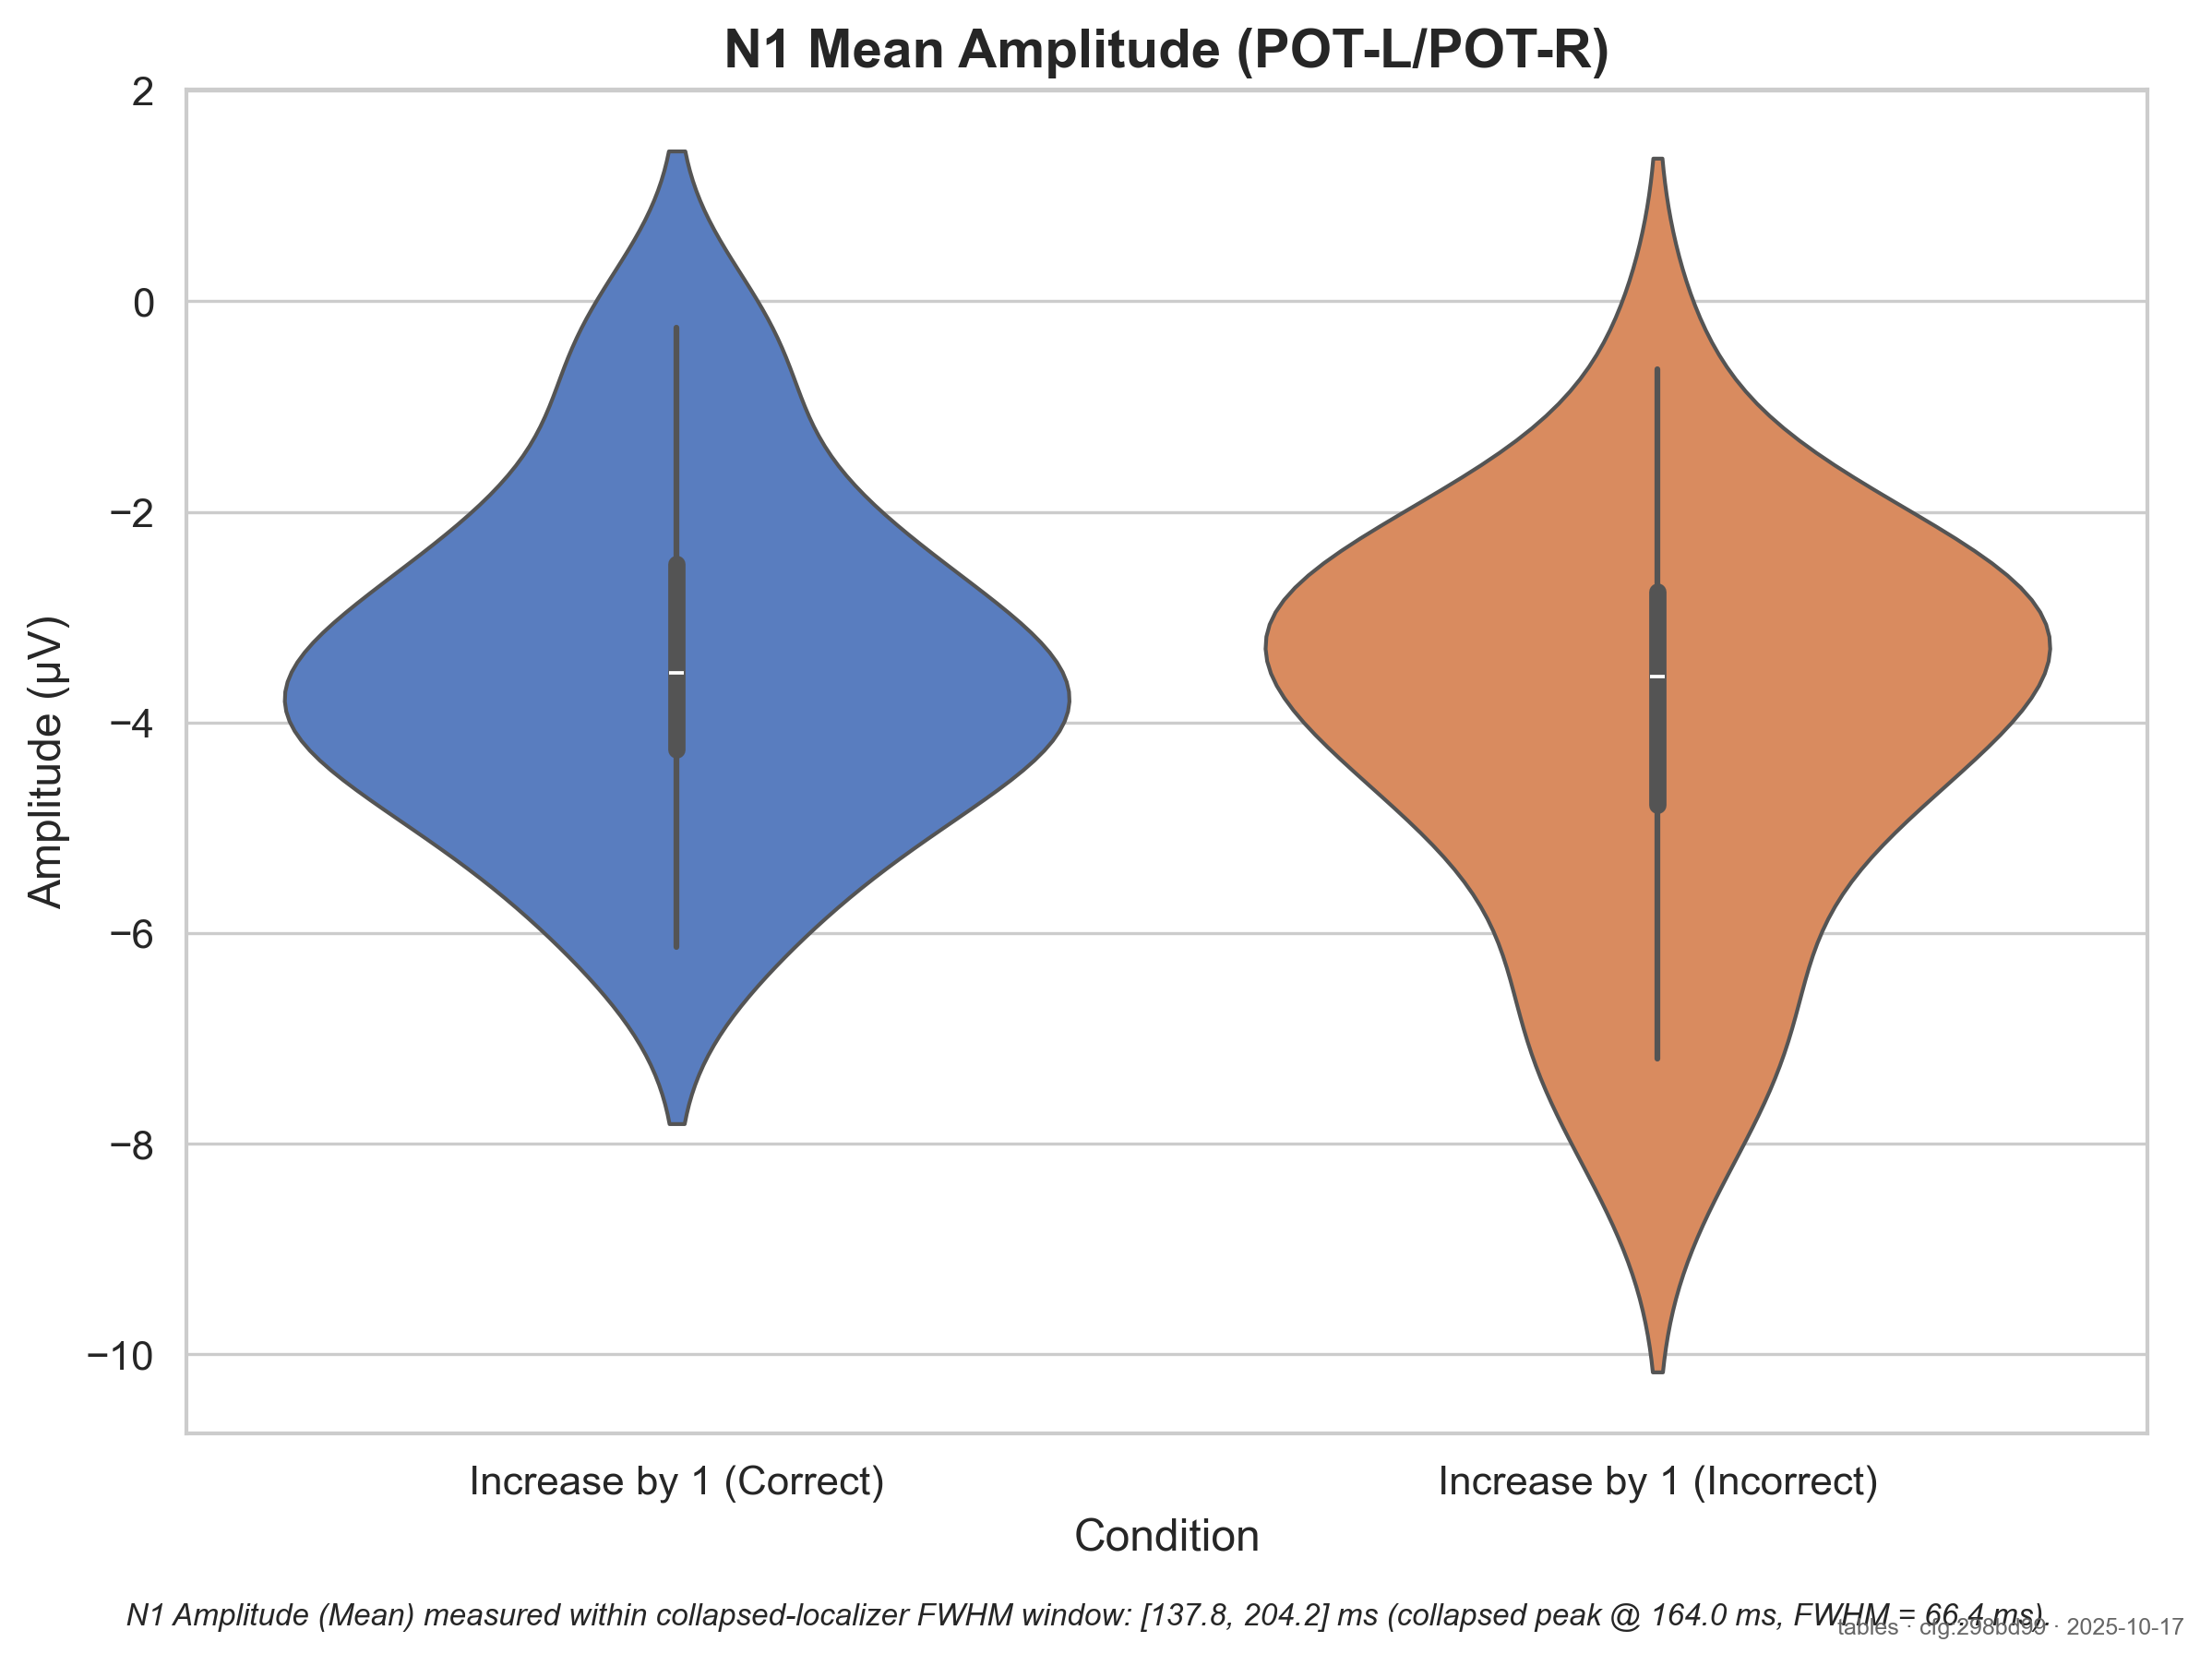 N1 Mean Amplitude (POT-L/POT-R)
2
0
−2
−4
−6
−8
−10
Amplitude (µV)
Increase by 1 (Correct)
Increase by 1 (Incorrect)
Condition
N1 Amplitude (Mean) measured within collapsed-localizer FWHM window: [137.8, 204.2] ms (collapsed peak @ 164.0 ms, FWHM = 66.4 ms).
tables · cfg:298bd99 · 2025-10-17